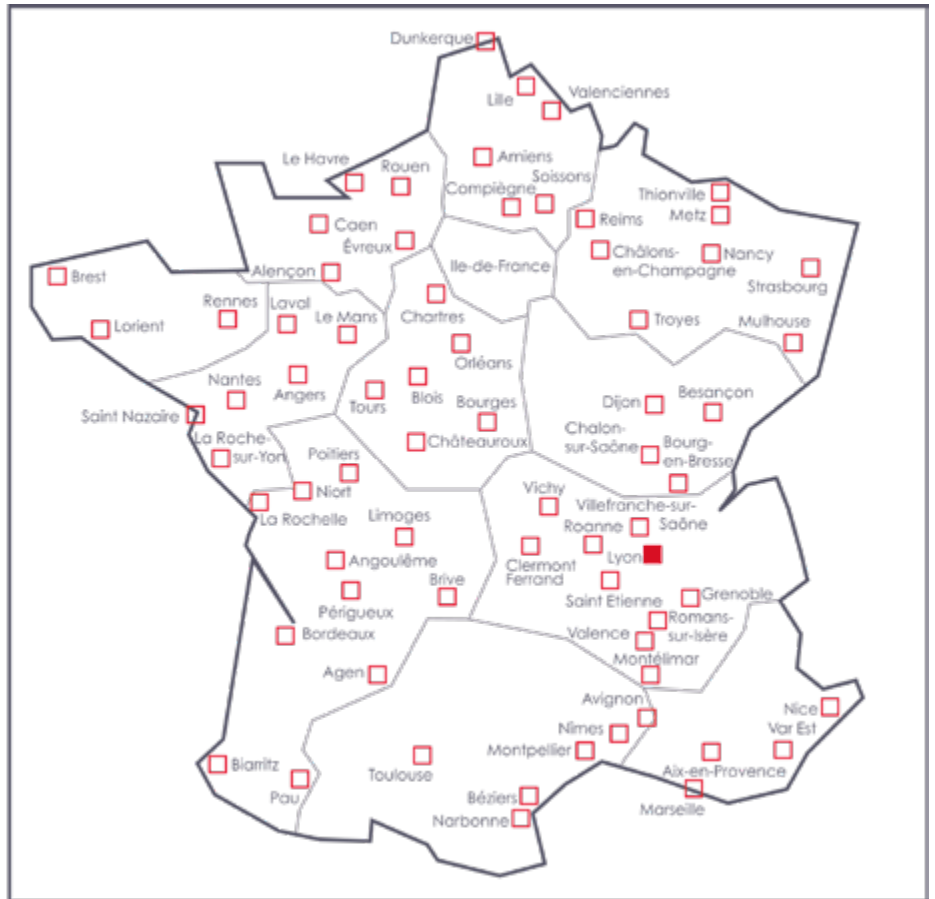 Dunkerque
Lille
Valenciennes
Le Havre
Rouen
Amiens
Soissons
Compiègne
Thionville
Metz
Reims
Caen
Évreux
Châlons-
en-Champagne
Nancy
Ile-de-France
Brest
Alençon
Strasbourg
Rennes
Laval
Le Mans
Chartres
Troyes
Mulhouse
Lorient
Orléans
Nantes
Angers
Tours
Blois
Dijon
Besançon
Saint Nazaire
Bourges
Chalon-
sur-Saône
La Roche-
sur-Yon
Poitiers
Châteauroux
Bourg-
en-Bresse
Niort
La Rochelle
Vichy
Villefranche-sur-
Saône
Limoges
Roanne
Angoulême
Clermont
Ferrand
Lyon
Périgueux
Brive
Saint Etienne
Grenoble
Bordeaux
Romans-
sur-Isère
Valence
Agen
Montélimar
Avignon
Nice
Nîmes
Var Est
Biarritz
Toulouse
Montpellier
Aix-en-Provence
Pau
Béziers
Marseille
Narbonne